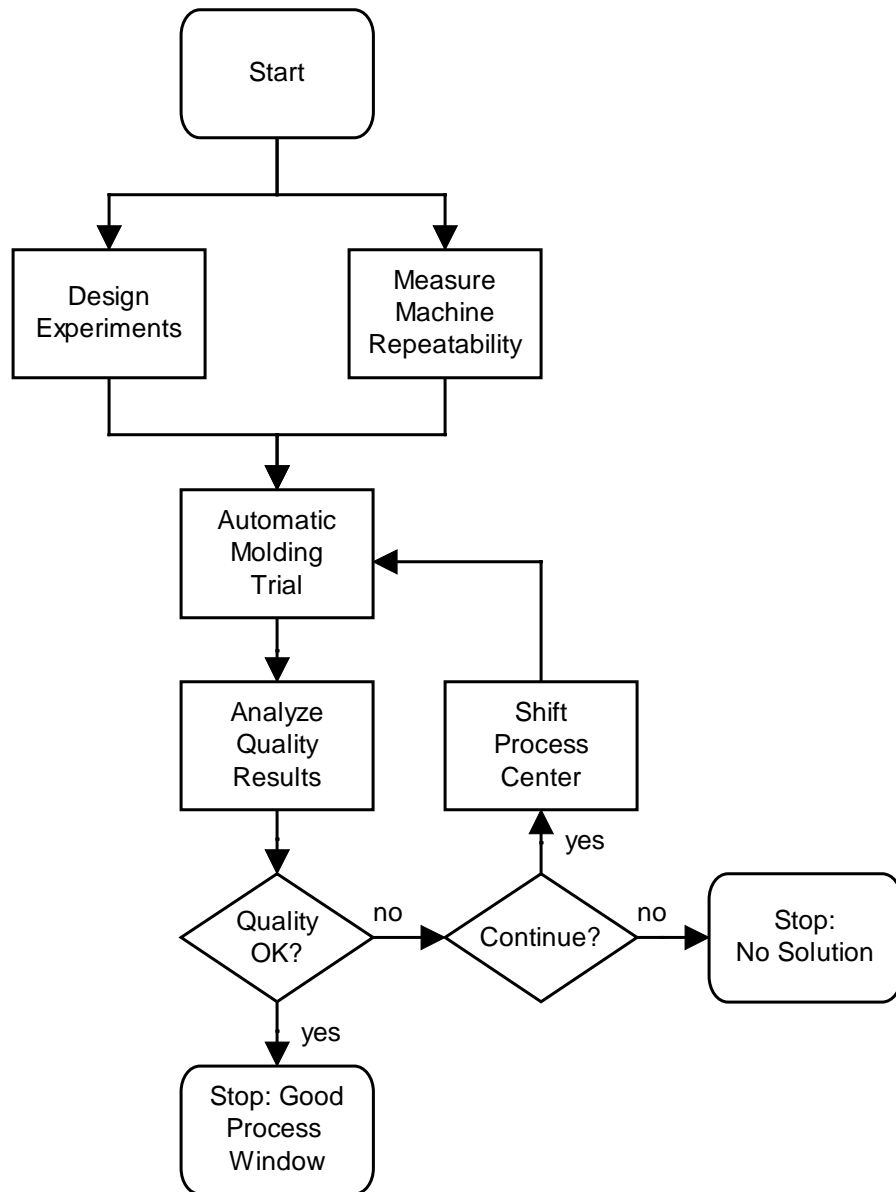 Start
Design
Experiments
Measure
Machine
Repeatability
Automatic
Molding
Trial
Analyze
Quality
Results
Shift
Process
Center
yes
Quality
OK?
no
Continue?
no
Stop:
No Solution
yes
Stop: Good
Process
Window